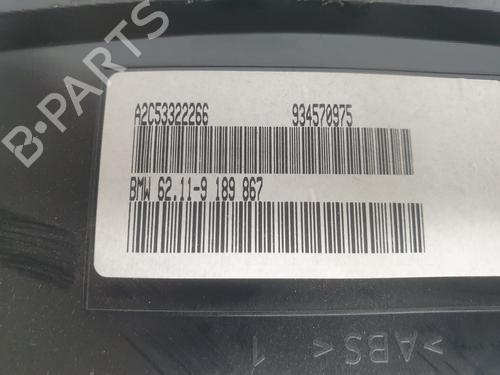 A2C53322266 934570975
BMW 62.11-9 189 867
>ABS< 1
B-PARTS